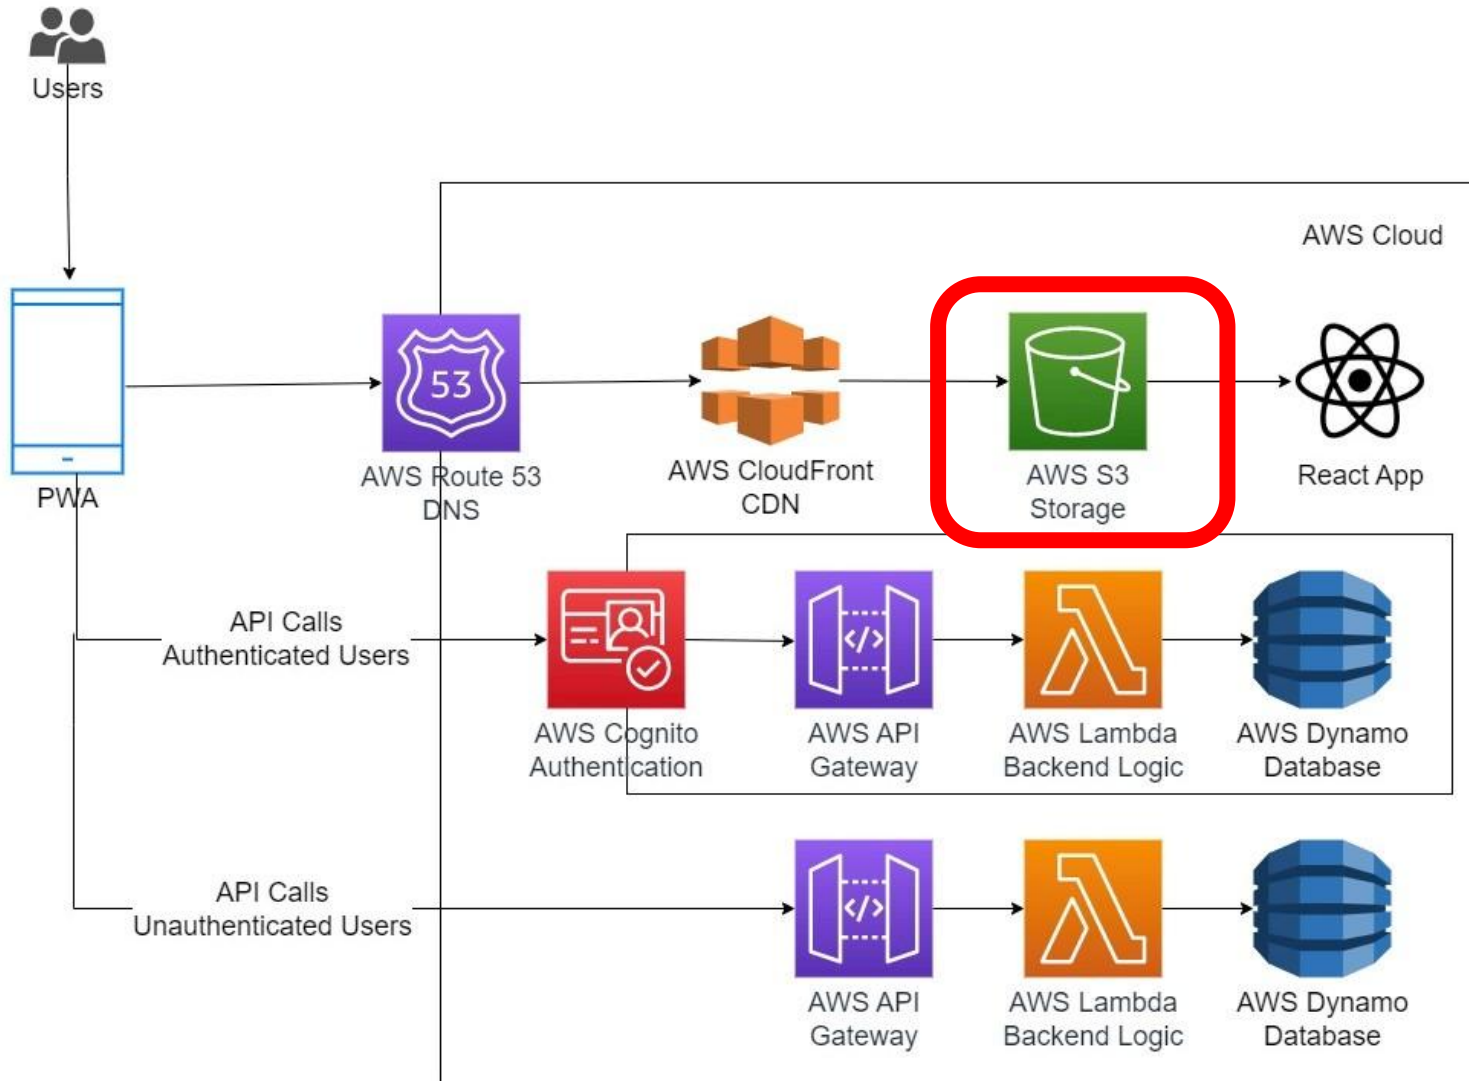 Users
AWS Cloud
53
PWA
AWS Route 53
DNS
AWS CloudFront
CDN
AWS S3
Storage
React App
API Calls
Authenticated Users
</>
AWS Cognito
Authentication
AWS API
Gateway
AWS Lambda
Backend Logic
AWS Dynamo
Database
API Calls
Unauthenticated Users
</>
AWS API
Gateway
AWS Lambda
Backend Logic
AWS Dynamo
Database